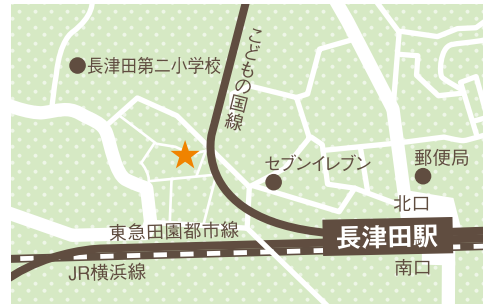 長津田第二小学校
こどもの国線
セブンイレブン
郵便局
北口
東急田園都市線
長津田駅
JR横浜線
南口